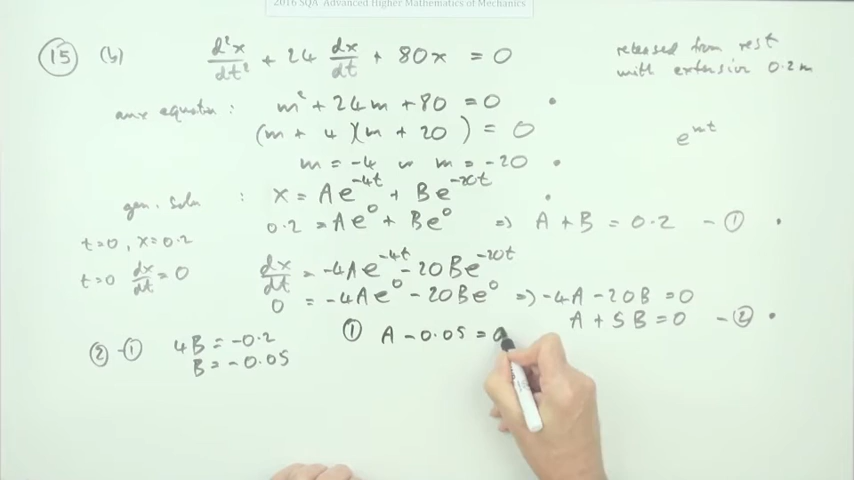 2016 SQA Advanced Higher Mathematics of Mechanics
15 (b) d²x/dt² + 24 dx/dt + 80x = 0
released from rest
with extension 0.2m
aux equation : m² + 24m + 80 = 0
(m + 4)(m + 20) = 0
e^mt
m = -4 or m = -20
gen. soln : x = Ae^-4t + Be^-20t
0.2 = Ae⁰ + Be⁰ => A + B = 0.2 - ①
t=0, x=0.2
t=0 dx/dt = 0
dx/dt = -4Ae^-4t - 20Be^-20t
0 = -4Ae⁰ - 20Be⁰ => -4A - 20B = 0
A + 5B = 0 - ②
② - ① 4B = -0.2
B = -0.05
① A - 0.05 = 0